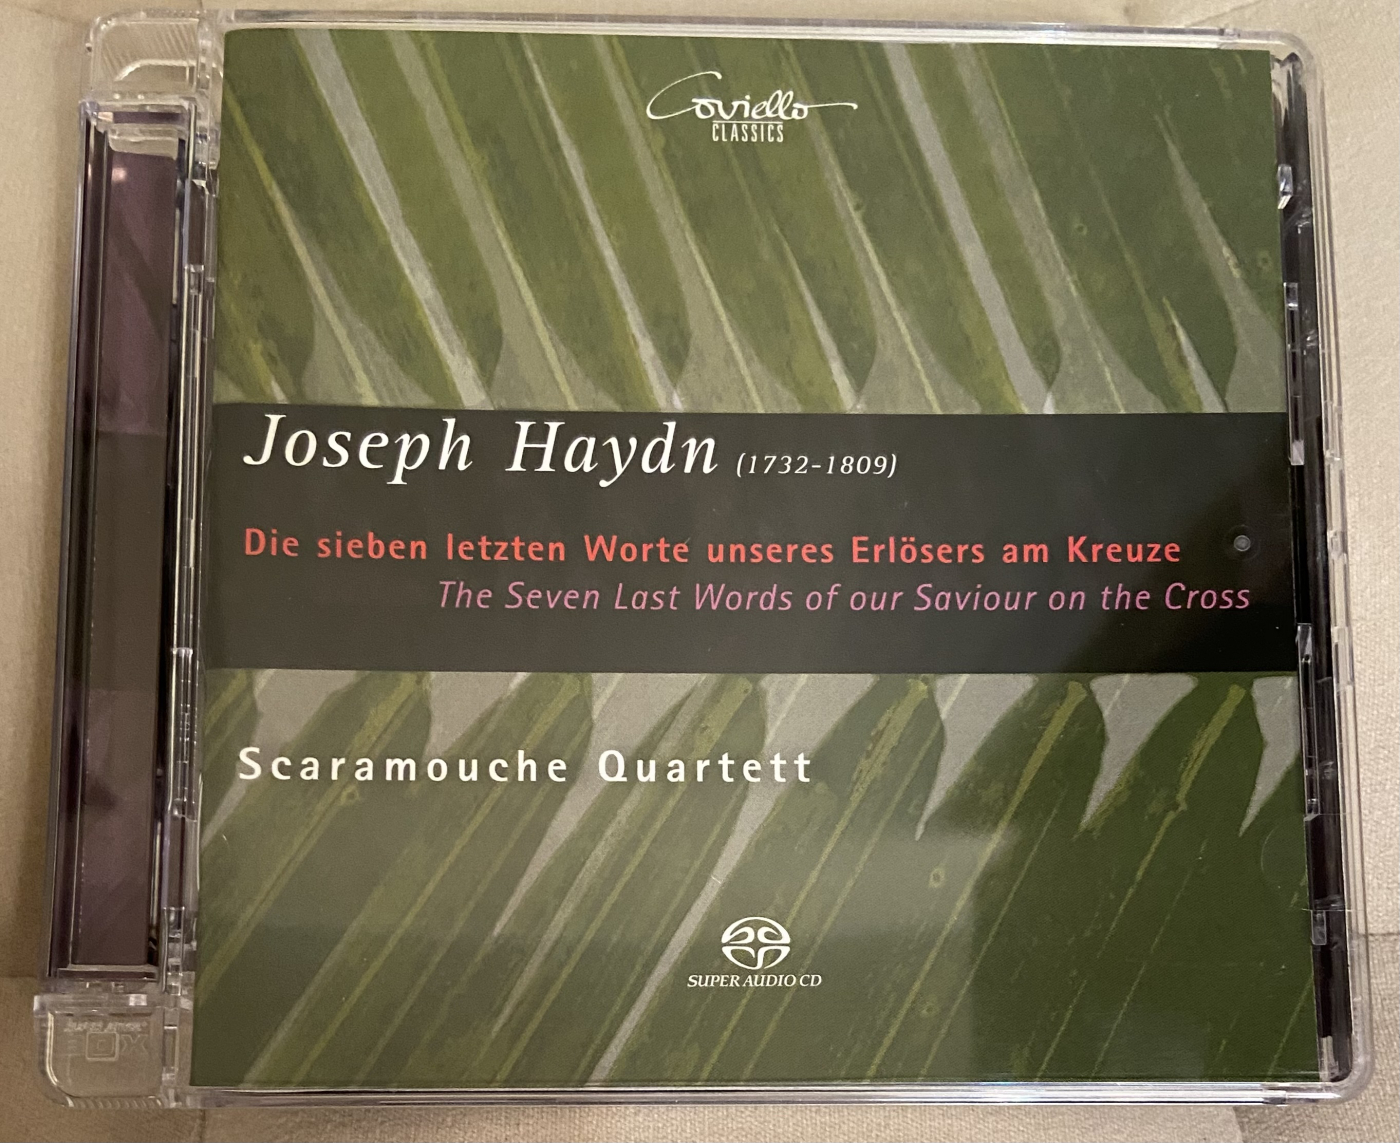 Coviello
CLASSICS
Joseph Haydn (1732-1809)
Die sieben letzten Worte unseres Erlösers am Kreuze
The Seven Last Words of our Saviour on the Cross
Scaramouche Quartett
SUPER AUDIO CD